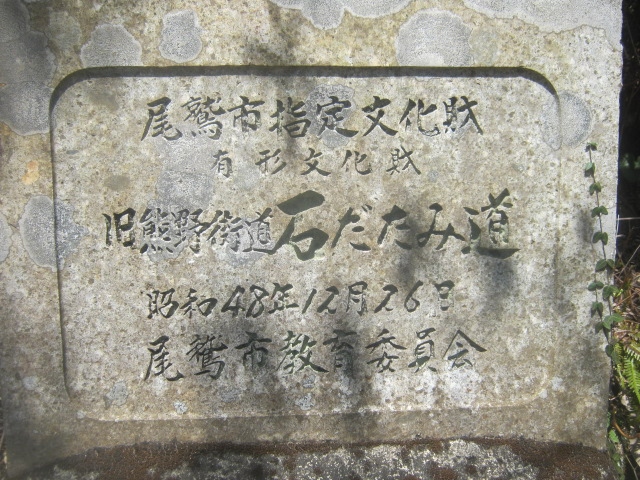 尾鷲市指定文化財
有形文化財
旧熊野街道石だたみ道
昭和48年12月26日
尾鷲市教育委員会